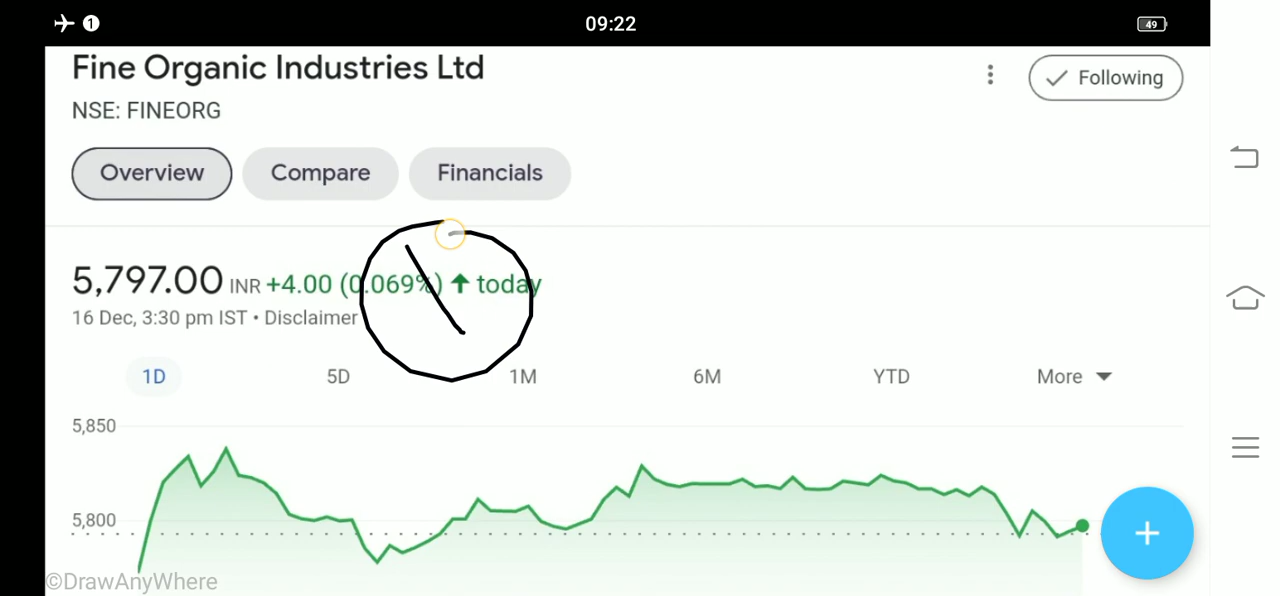 1 09:22 49
Fine Organic Industries Ltd
Following
NSE: FINEORG
Overview Compare Financials
5,797.00 INR +4.00 (0.069%) today
16 Dec, 3:30 pm IST • Disclaimer
1D 5D 1M 6M YTD More
5,850
5,800
©DrawAnyWhere